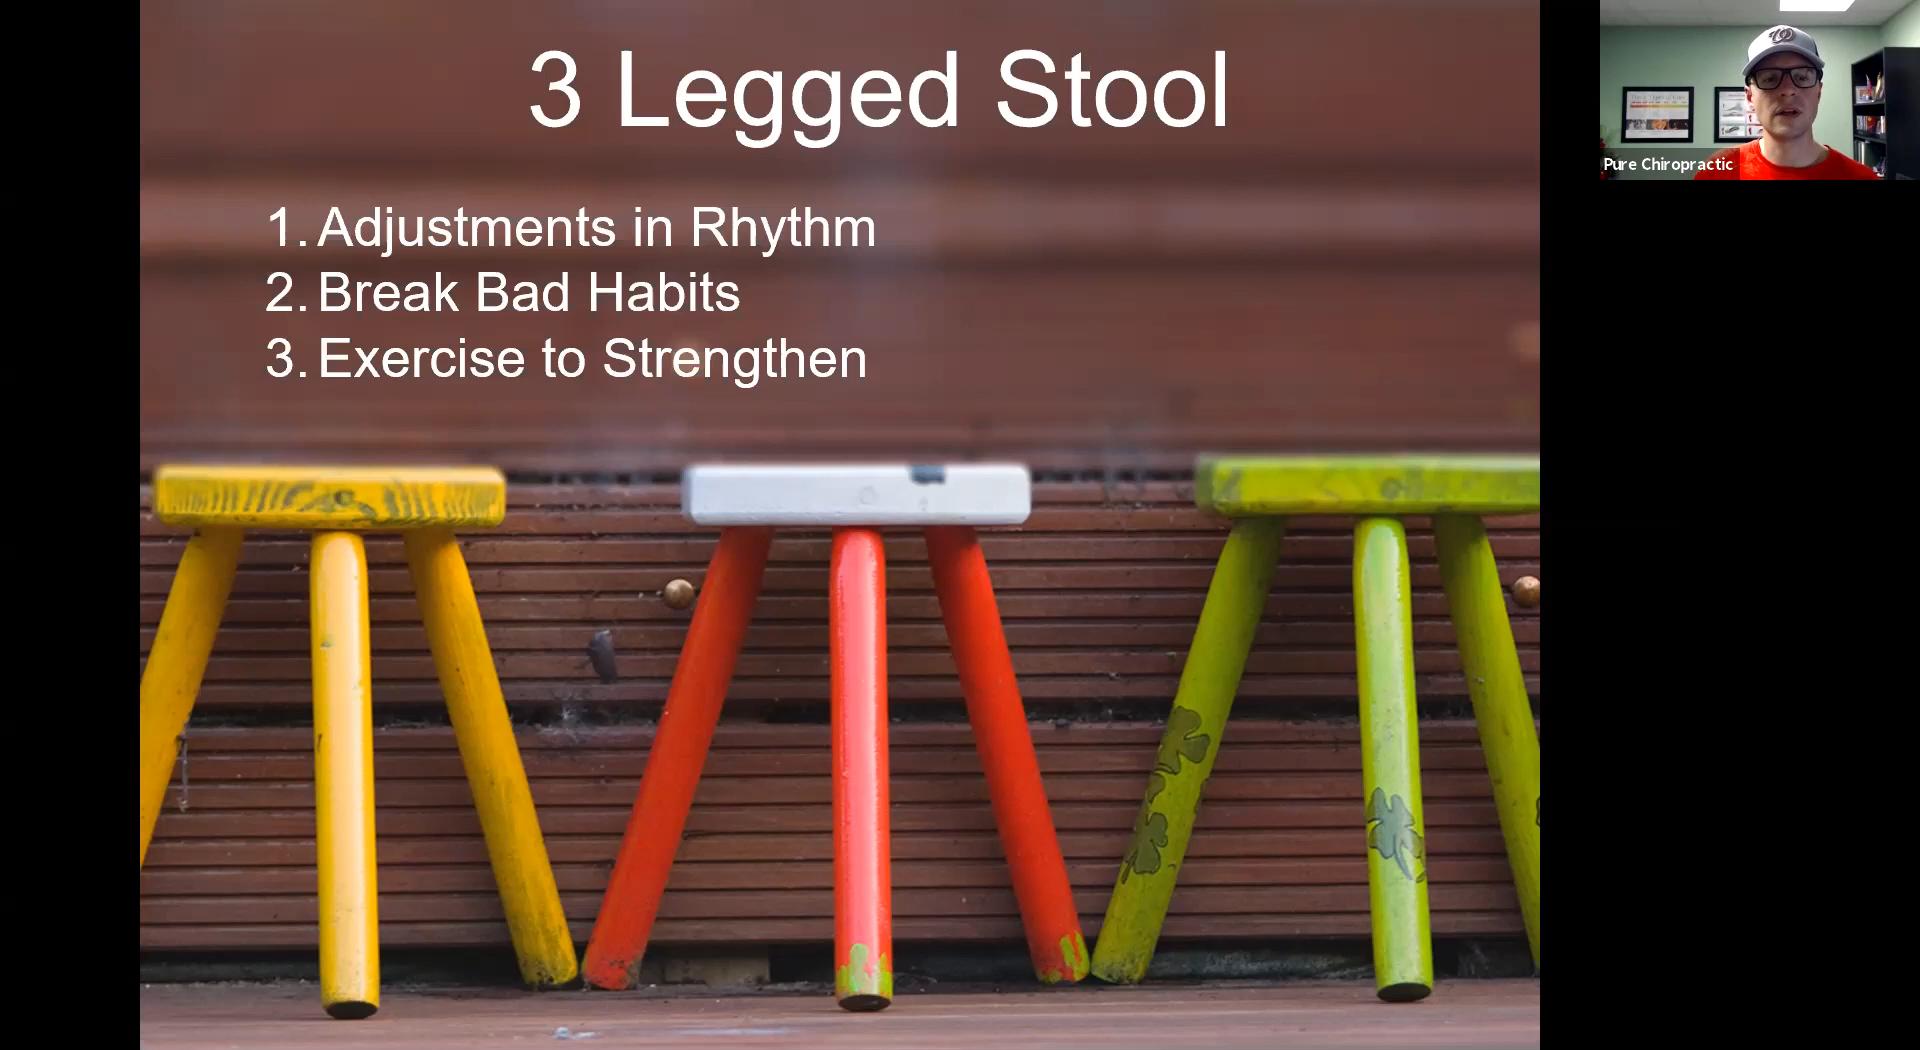 3 Legged Stool
1. Adjustments in Rhythm
2. Break Bad Habits
3. Exercise to Strengthen
Pure Chiropractic
W